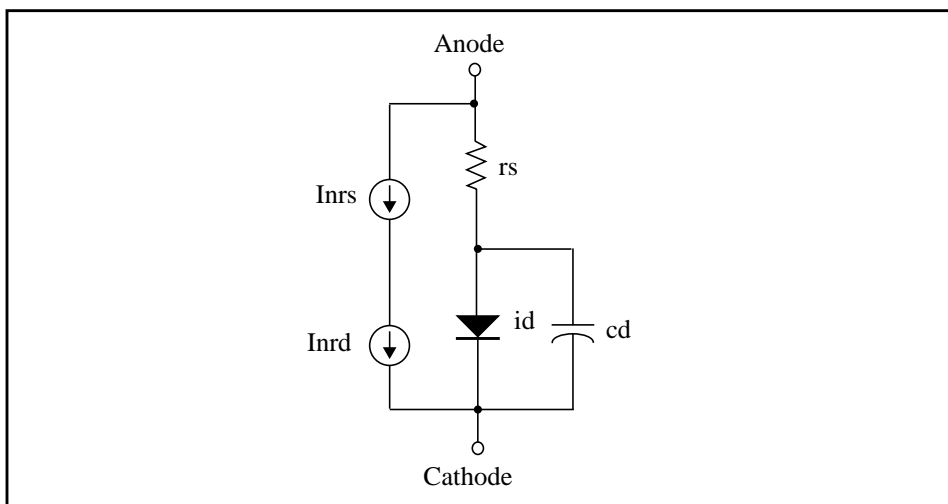 Anode
rs
Inrs
id
cd
Inrd
Cathode